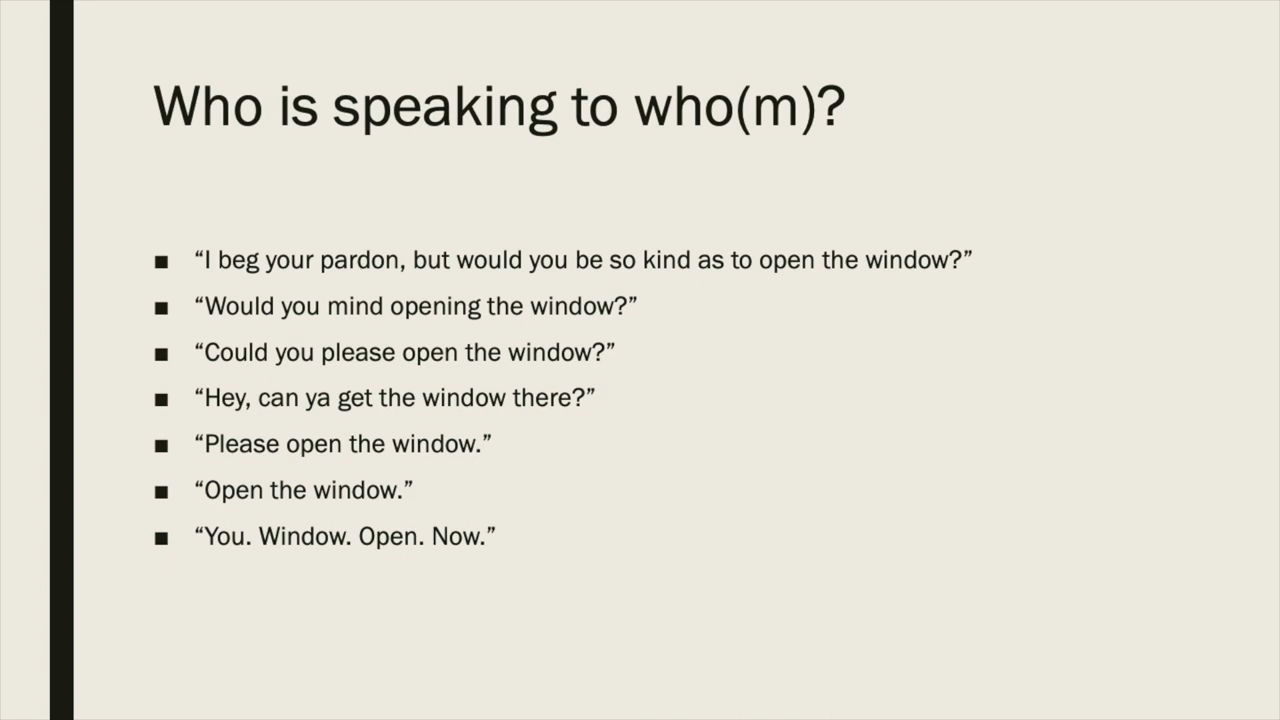 Who is speaking to who(m)?
■ “I beg your pardon, but would you be so kind as to open the window?”
■ “Would you mind opening the window?”
■ “Could you please open the window?”
■ “Hey, can ya get the window there?”
■ “Please open the window.”
■ “Open the window.”
■ “You. Window. Open. Now.”